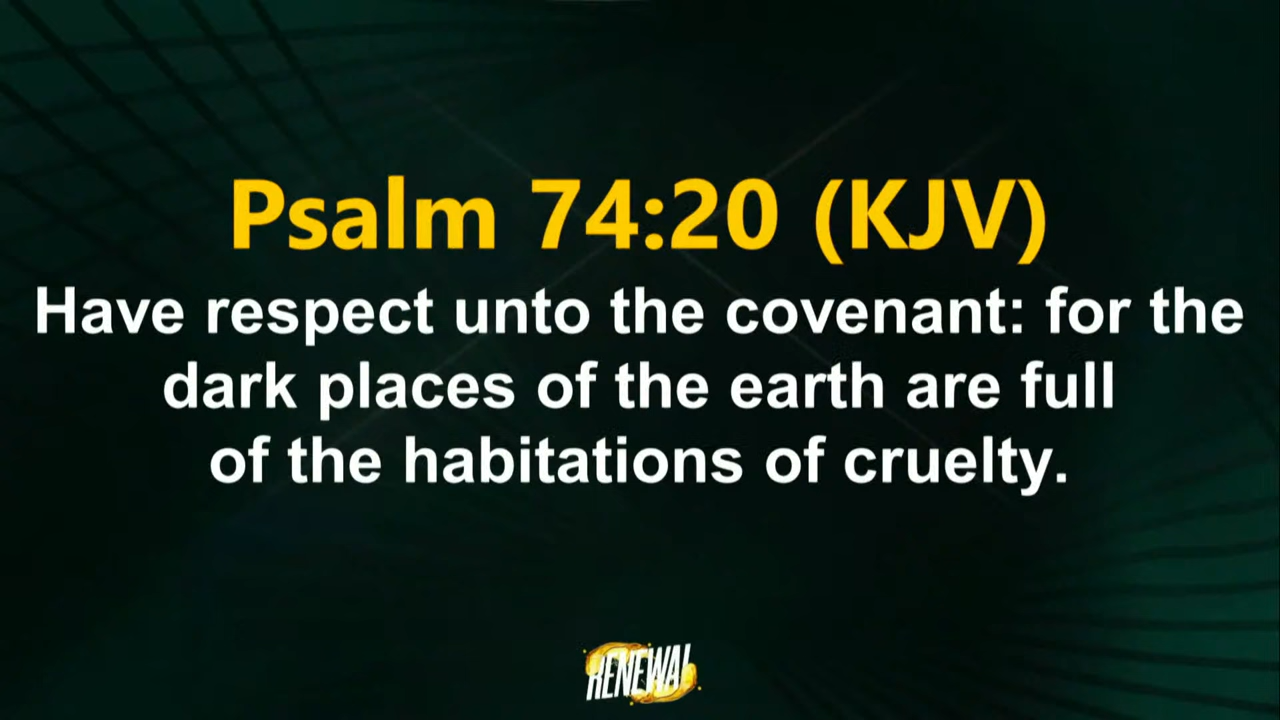 Psalm 74:20 (KJV)
Have respect unto the covenant: for the
dark places of the earth are full
of the habitations of cruelty.
RENEWAL